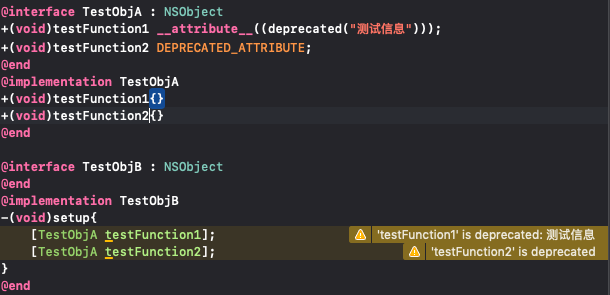 @interface TestObjA : NSObject
+(void)testFunction1 __attribute__((deprecated("测试信息")));
+(void)testFunction2 DEPRECATED_ATTRIBUTE;
@end
@implementation TestObjA
+(void)testFunction1{}
+(void)testFunction2{}
@end
@interface TestObjB : NSObject
@end
@implementation TestObjB
-(void)setup{
[TestObjA testFunction1]; 'testFunction1' is deprecated: 测试信息
[TestObjA testFunction2]; 'testFunction2' is deprecated
}
@end